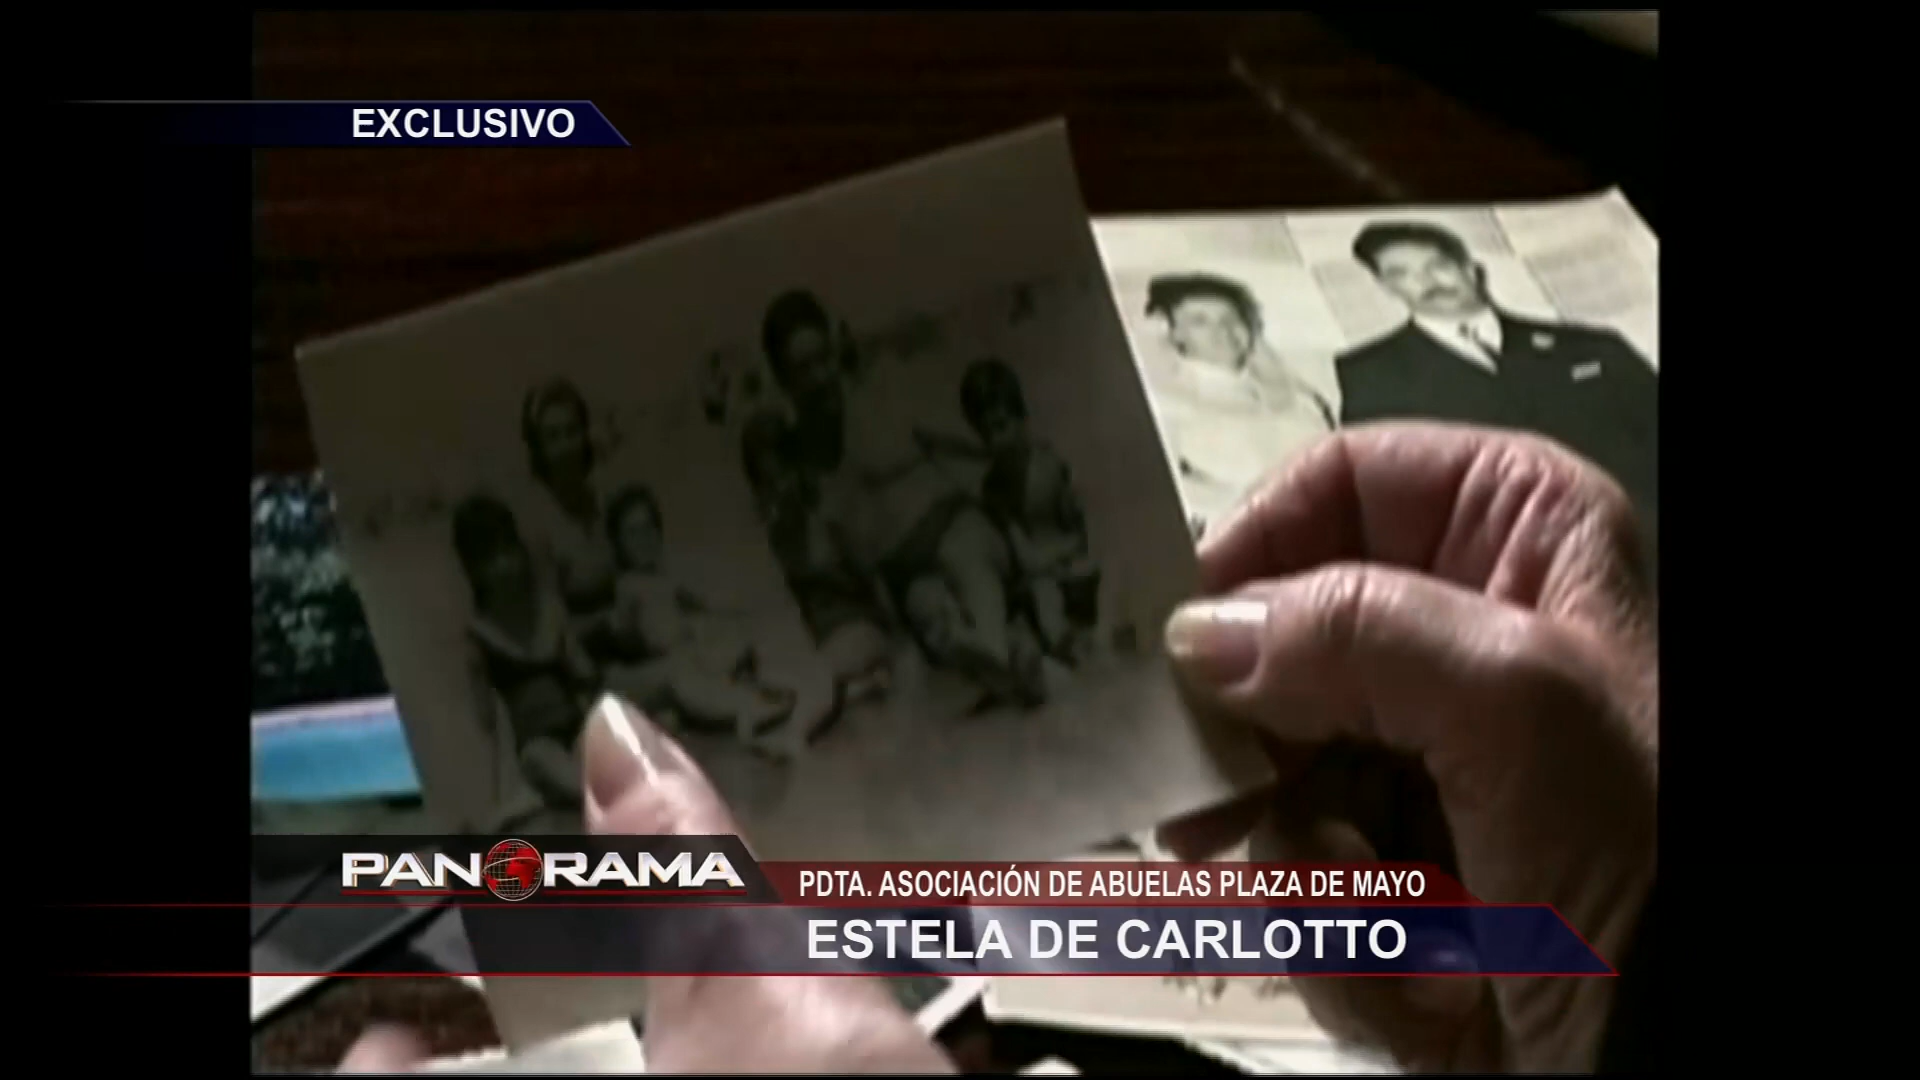 EXCLUSIVO
PANORAMA
PDTA. ASOCIACIÓN DE ABUELAS PLAZA DE MAYO
ESTELA DE CARLOTTO